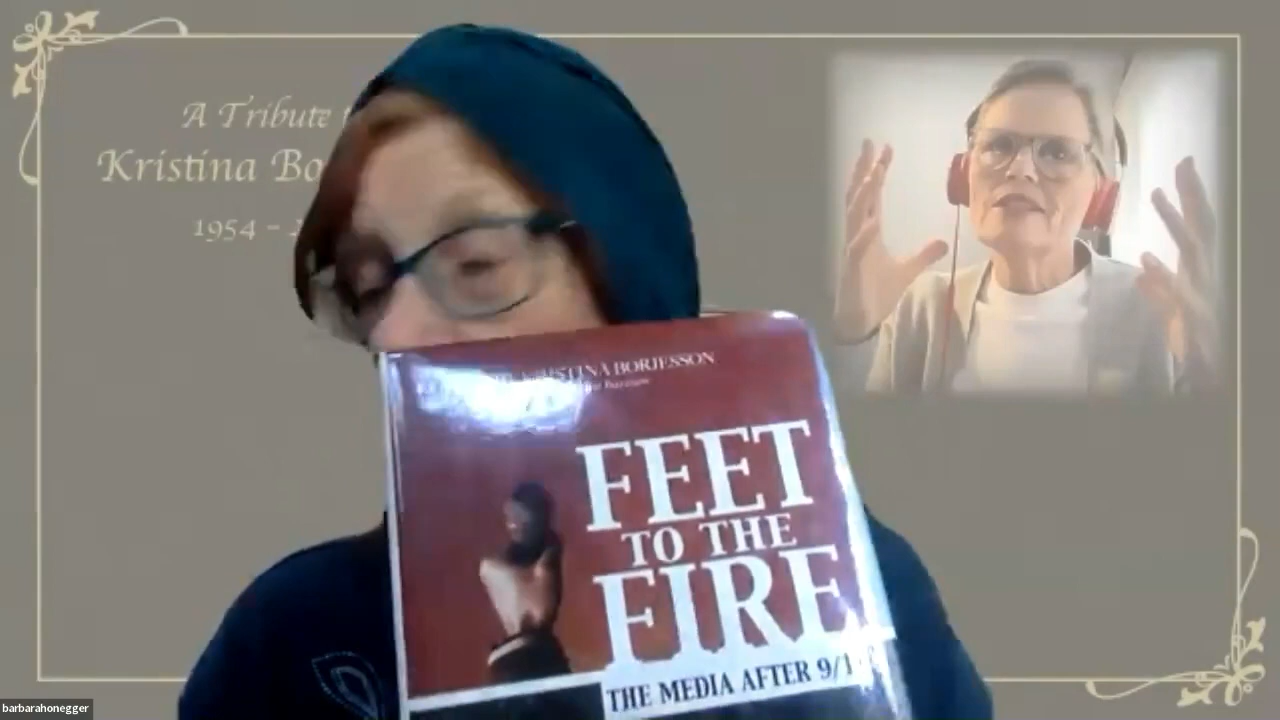 A Tribute
Kristina Bo
1954 –
KRISTINA BORJESSON
FEET
TO THE
FIRE
THE MEDIA AFTER 9/1
barbarahonegger